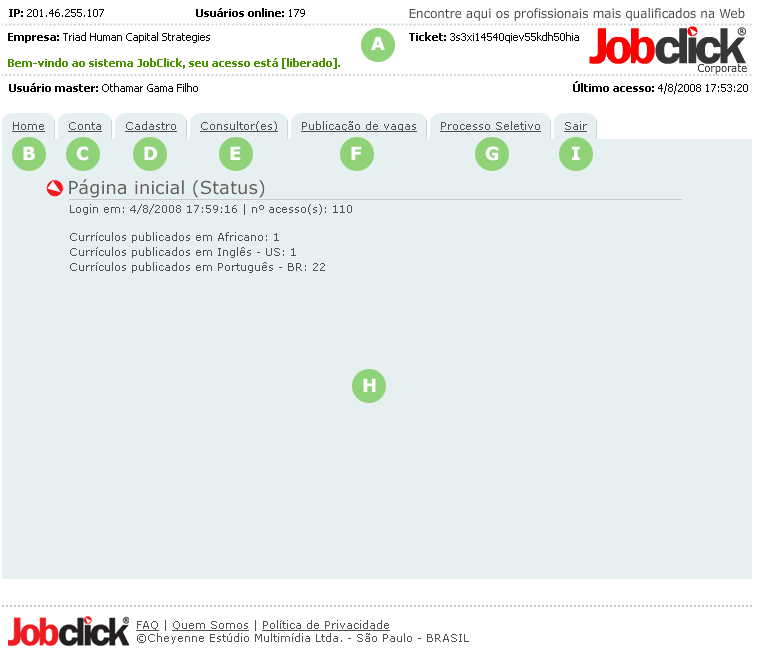 IP: 201.46.255.107 Usuários online: 179 Encontre aqui os profissionais mais qualificados na Web
Empresa: Triad Human Capital Strategies A Ticket: 3s3xi14540qiev55kdh50hia Jobclick®
Corporate
Bem-vindo ao sistema JobClick, seu acesso está [liberado].
Usuário master: Othamar Gama Filho Último acesso: 4/8/2008 17:53:20
Home Conta Cadastro Consultor(es) Publicação de vagas Processo Seletivo Sair
B C D E F G I
Página inicial (Status)
Login em: 4/8/2008 17:59:16 | nº acesso(s): 110
Currículos publicados em Africano: 1
Currículos publicados em Inglês - US: 1
Currículos publicados em Português - BR: 22
H
Jobclick® FAQ | Quem Somos | Política de Privacidade
©Cheyenne Estúdio Multimídia Ltda. - São Paulo - BRASIL